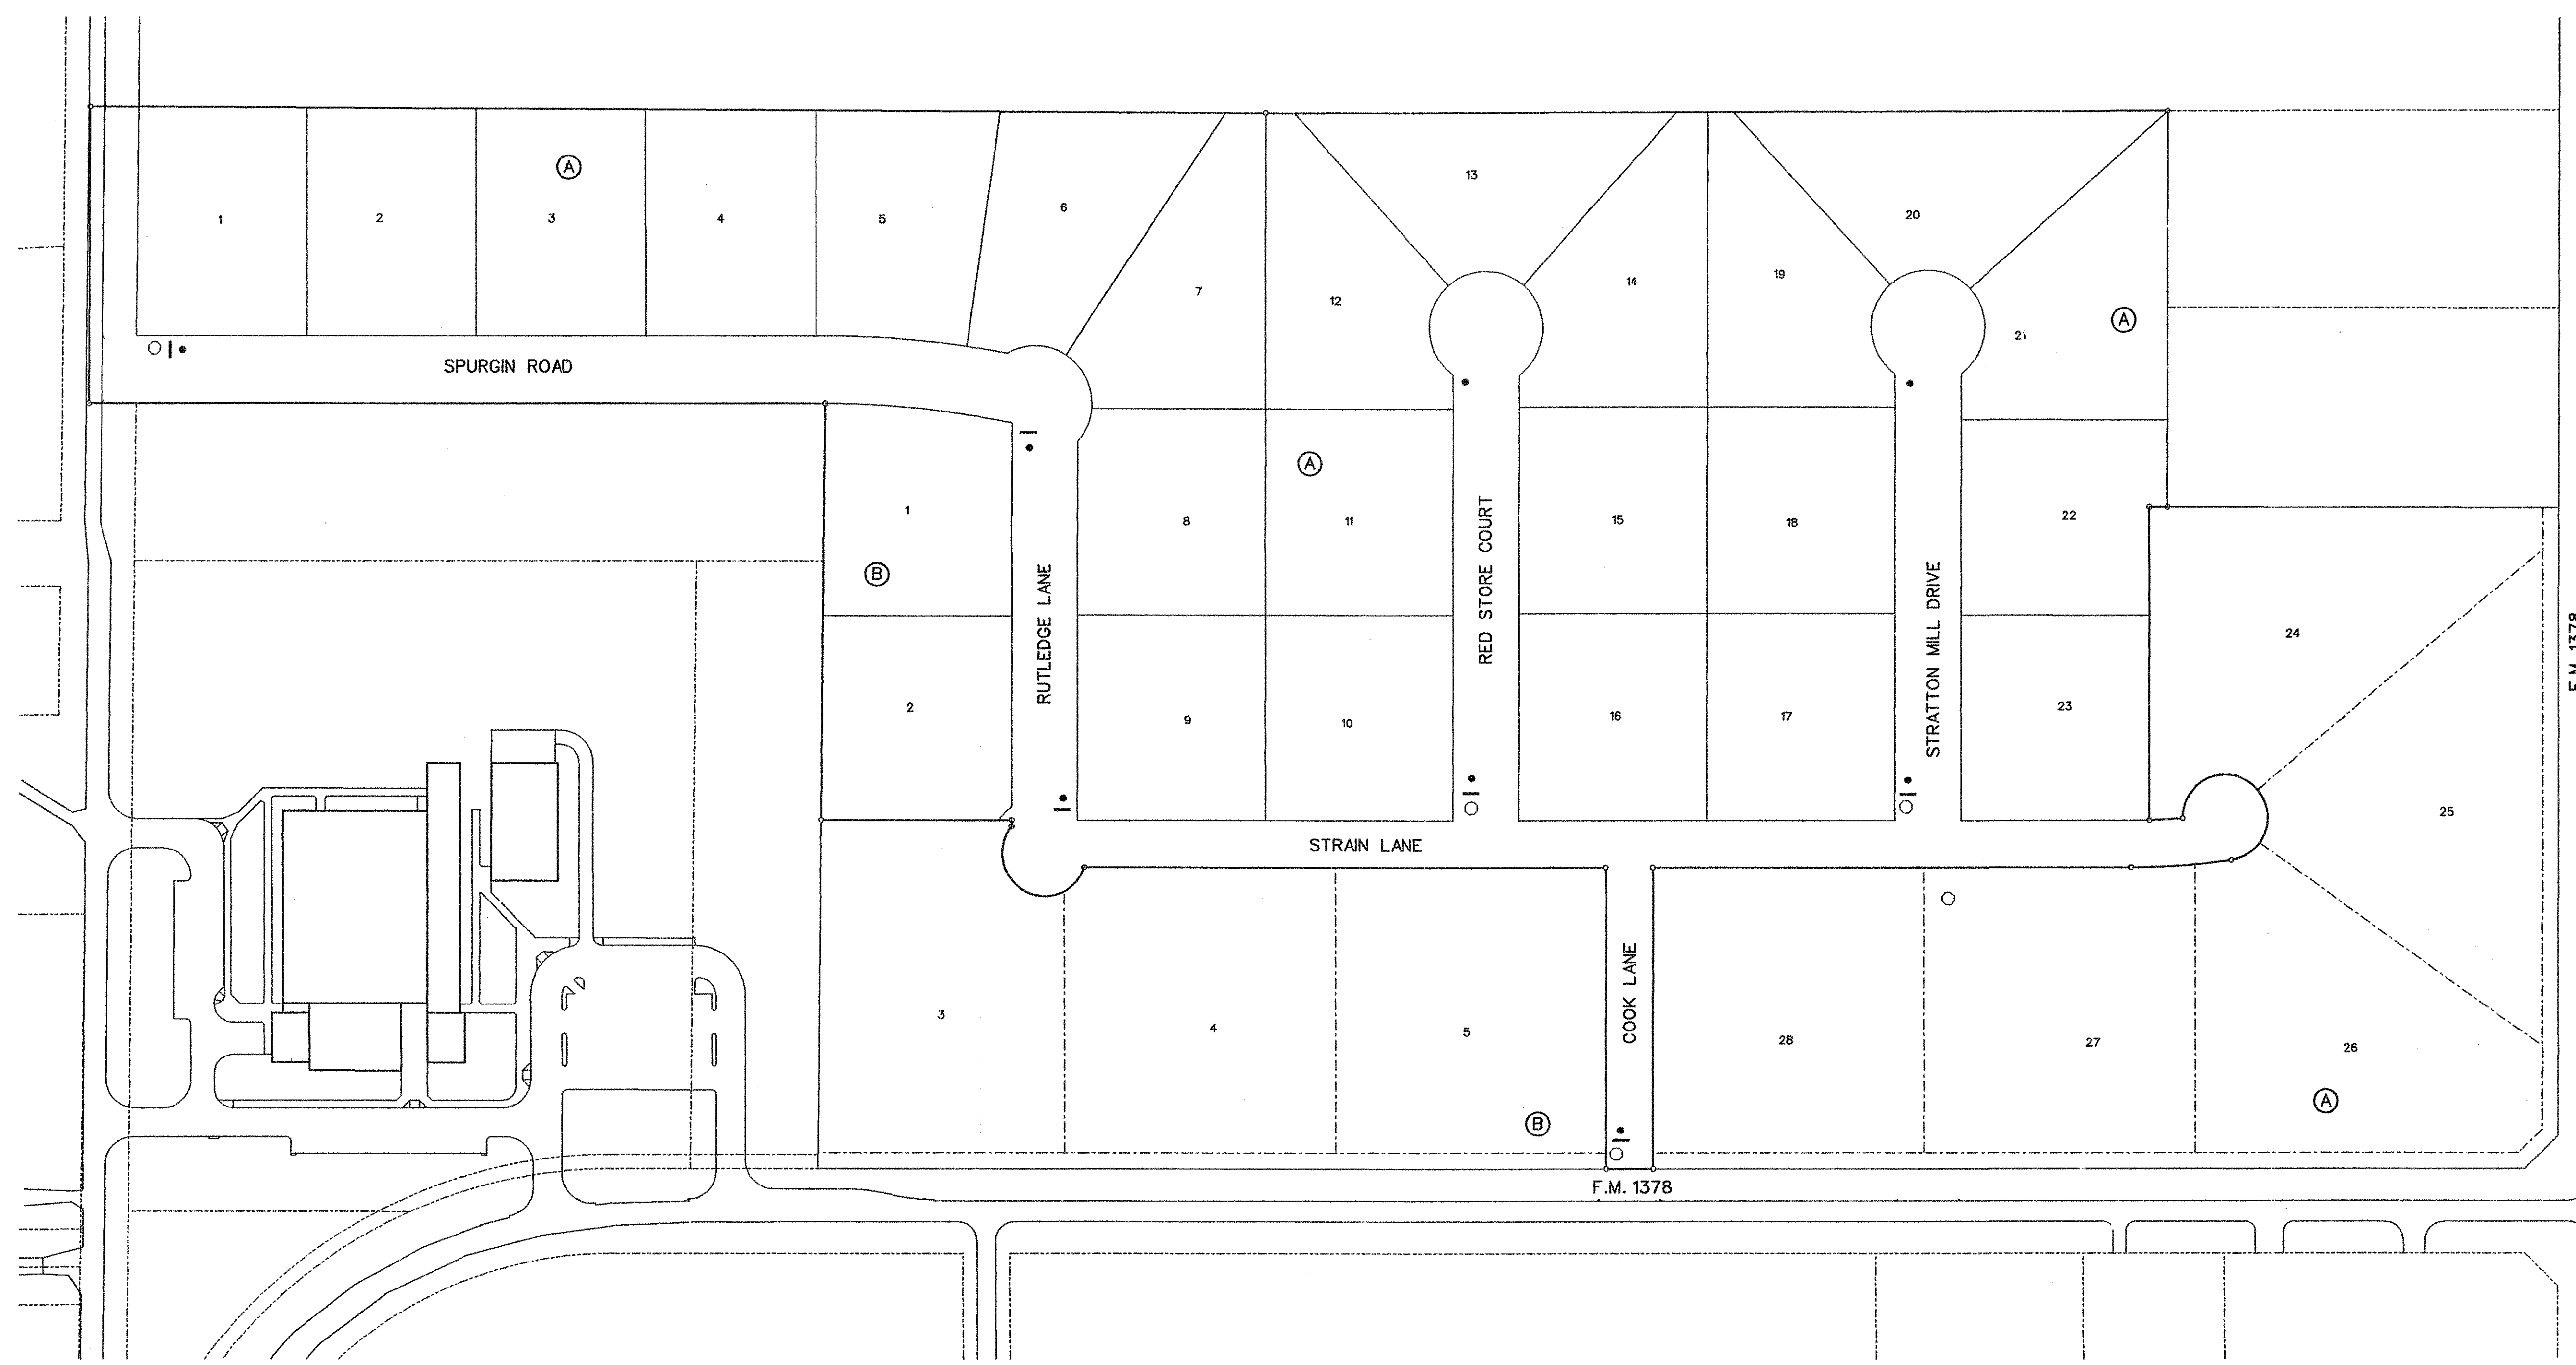 A
1
2
3
4
5
6
7
12
13
14
19
20
21
A
SPURGIN ROAD
A
1
B
8
11
15
18
22
2
9
10
16
17
23
24
25
RUTLEDGE LANE
RED STORE COURT
STRATTON MILL DRIVE
F.M. 1378
STRAIN LANE
3
4
5
COOK LANE
28
27
26
B
A
F.M. 1378